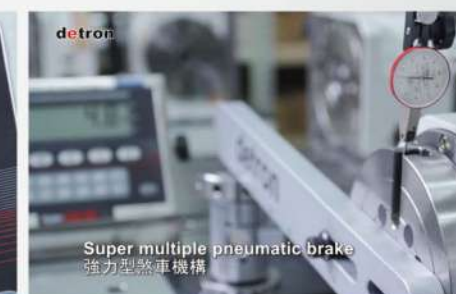 detron
detron
Super multiple pneumatic brake
強力型煞車機構